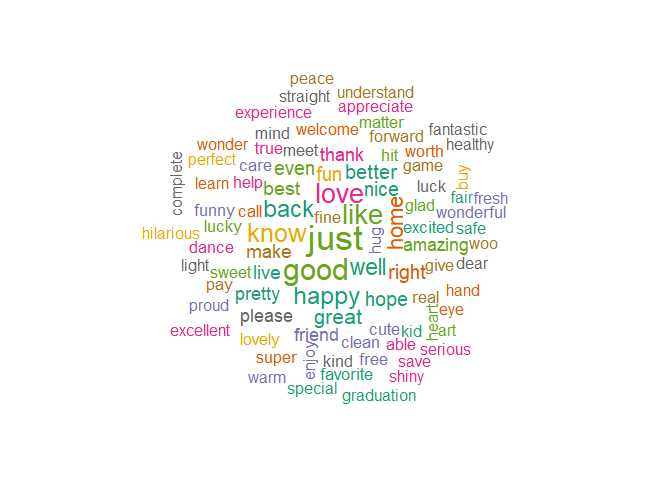 peace
straight understand
experience appreciate
mind welcome matter
wonder true meet thank forward fantastic
perfect care even fun hit worth healthy
complete learn help best better game buy
funny call back love nice luck fair fresh
hilarious lucky know fine like glad wonderful
dance make just hug home excited safe
light sweet live good well amazing woo
pay pretty happy hope right give dear
proud please great real hand
excellent lovely friend cute kid heart eye art
super enjoy clean able serious
warm kind free save
special favorite shiny
graduation